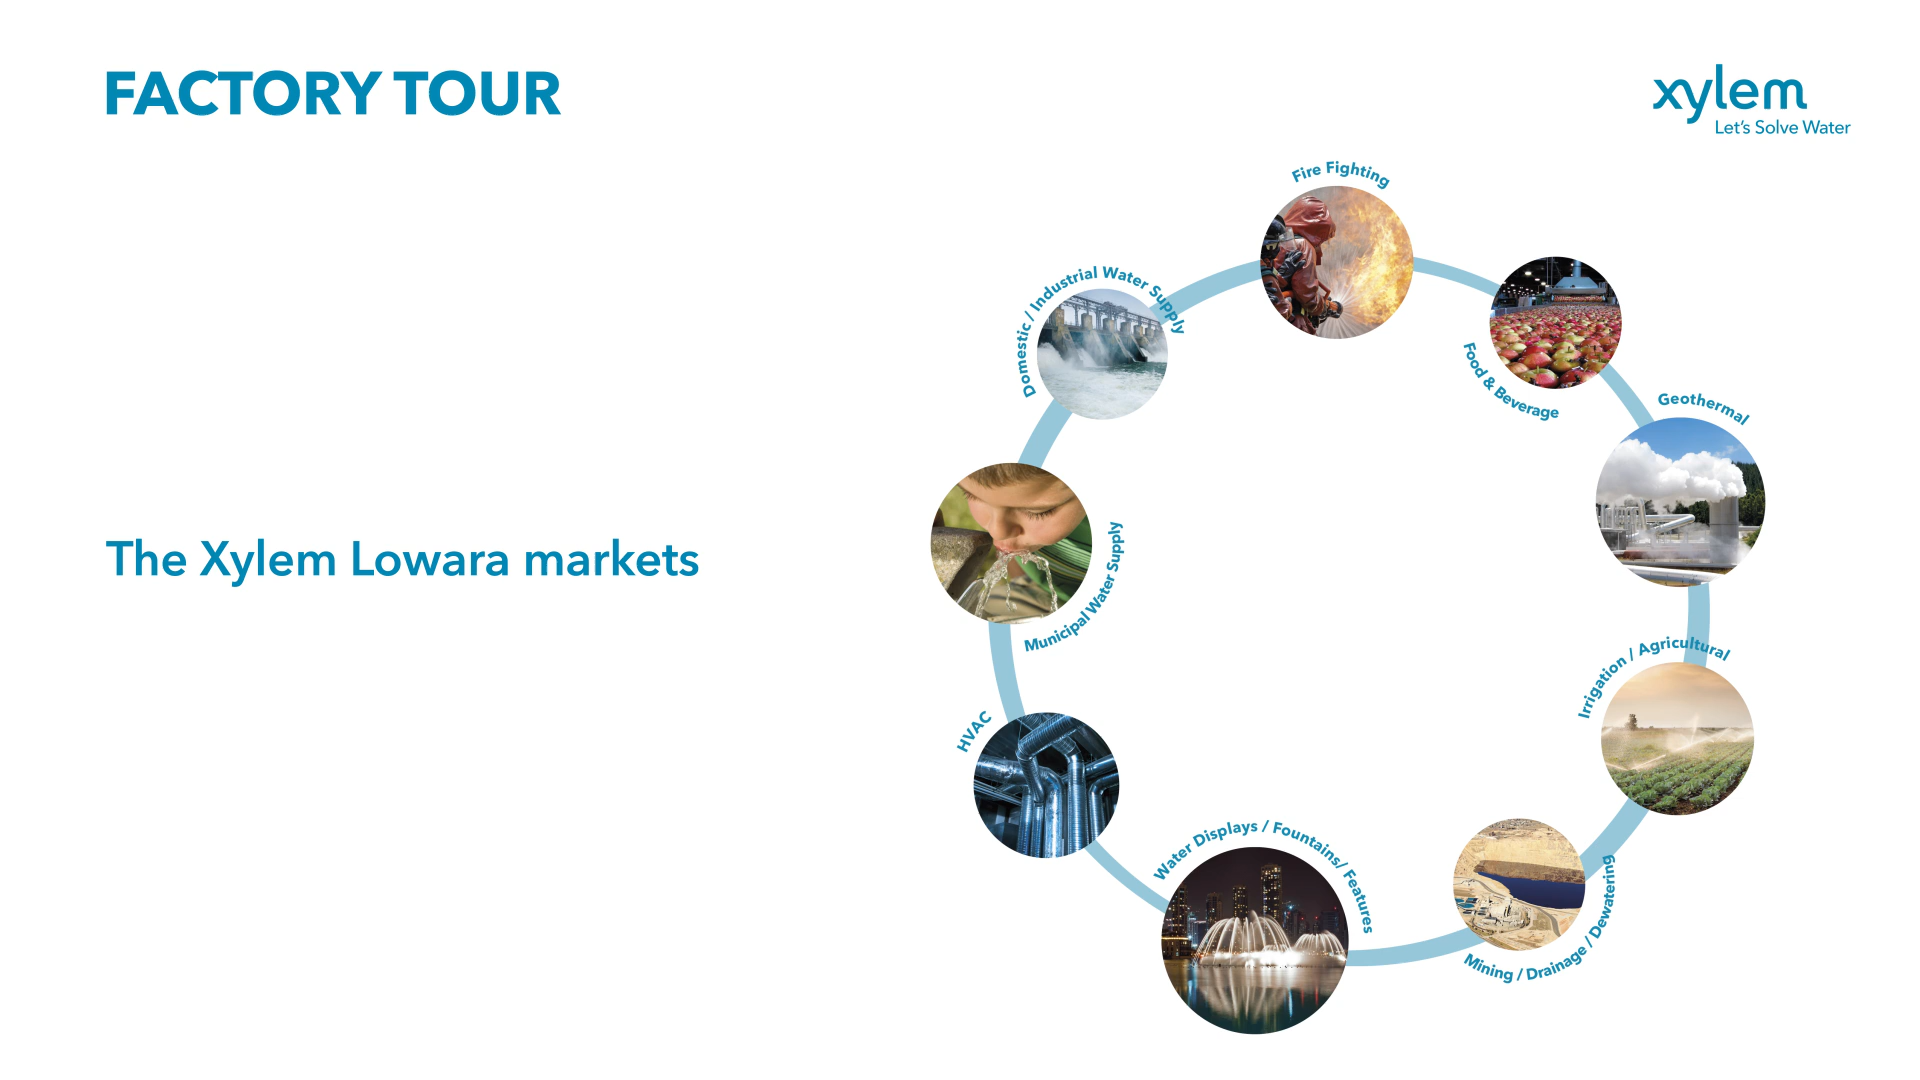 FACTORY TOUR
xylem
Let's Solve Water
Fire Fighting
Domestic / Industrial Water Supply
Food & Beverage
Geothermal
The Xylem Lowara markets
Municipal Water Supply
Irrigation / Agricultural
HVAC
Water Displays / Fountains/ Features
Mining / Drainage / Dewatering